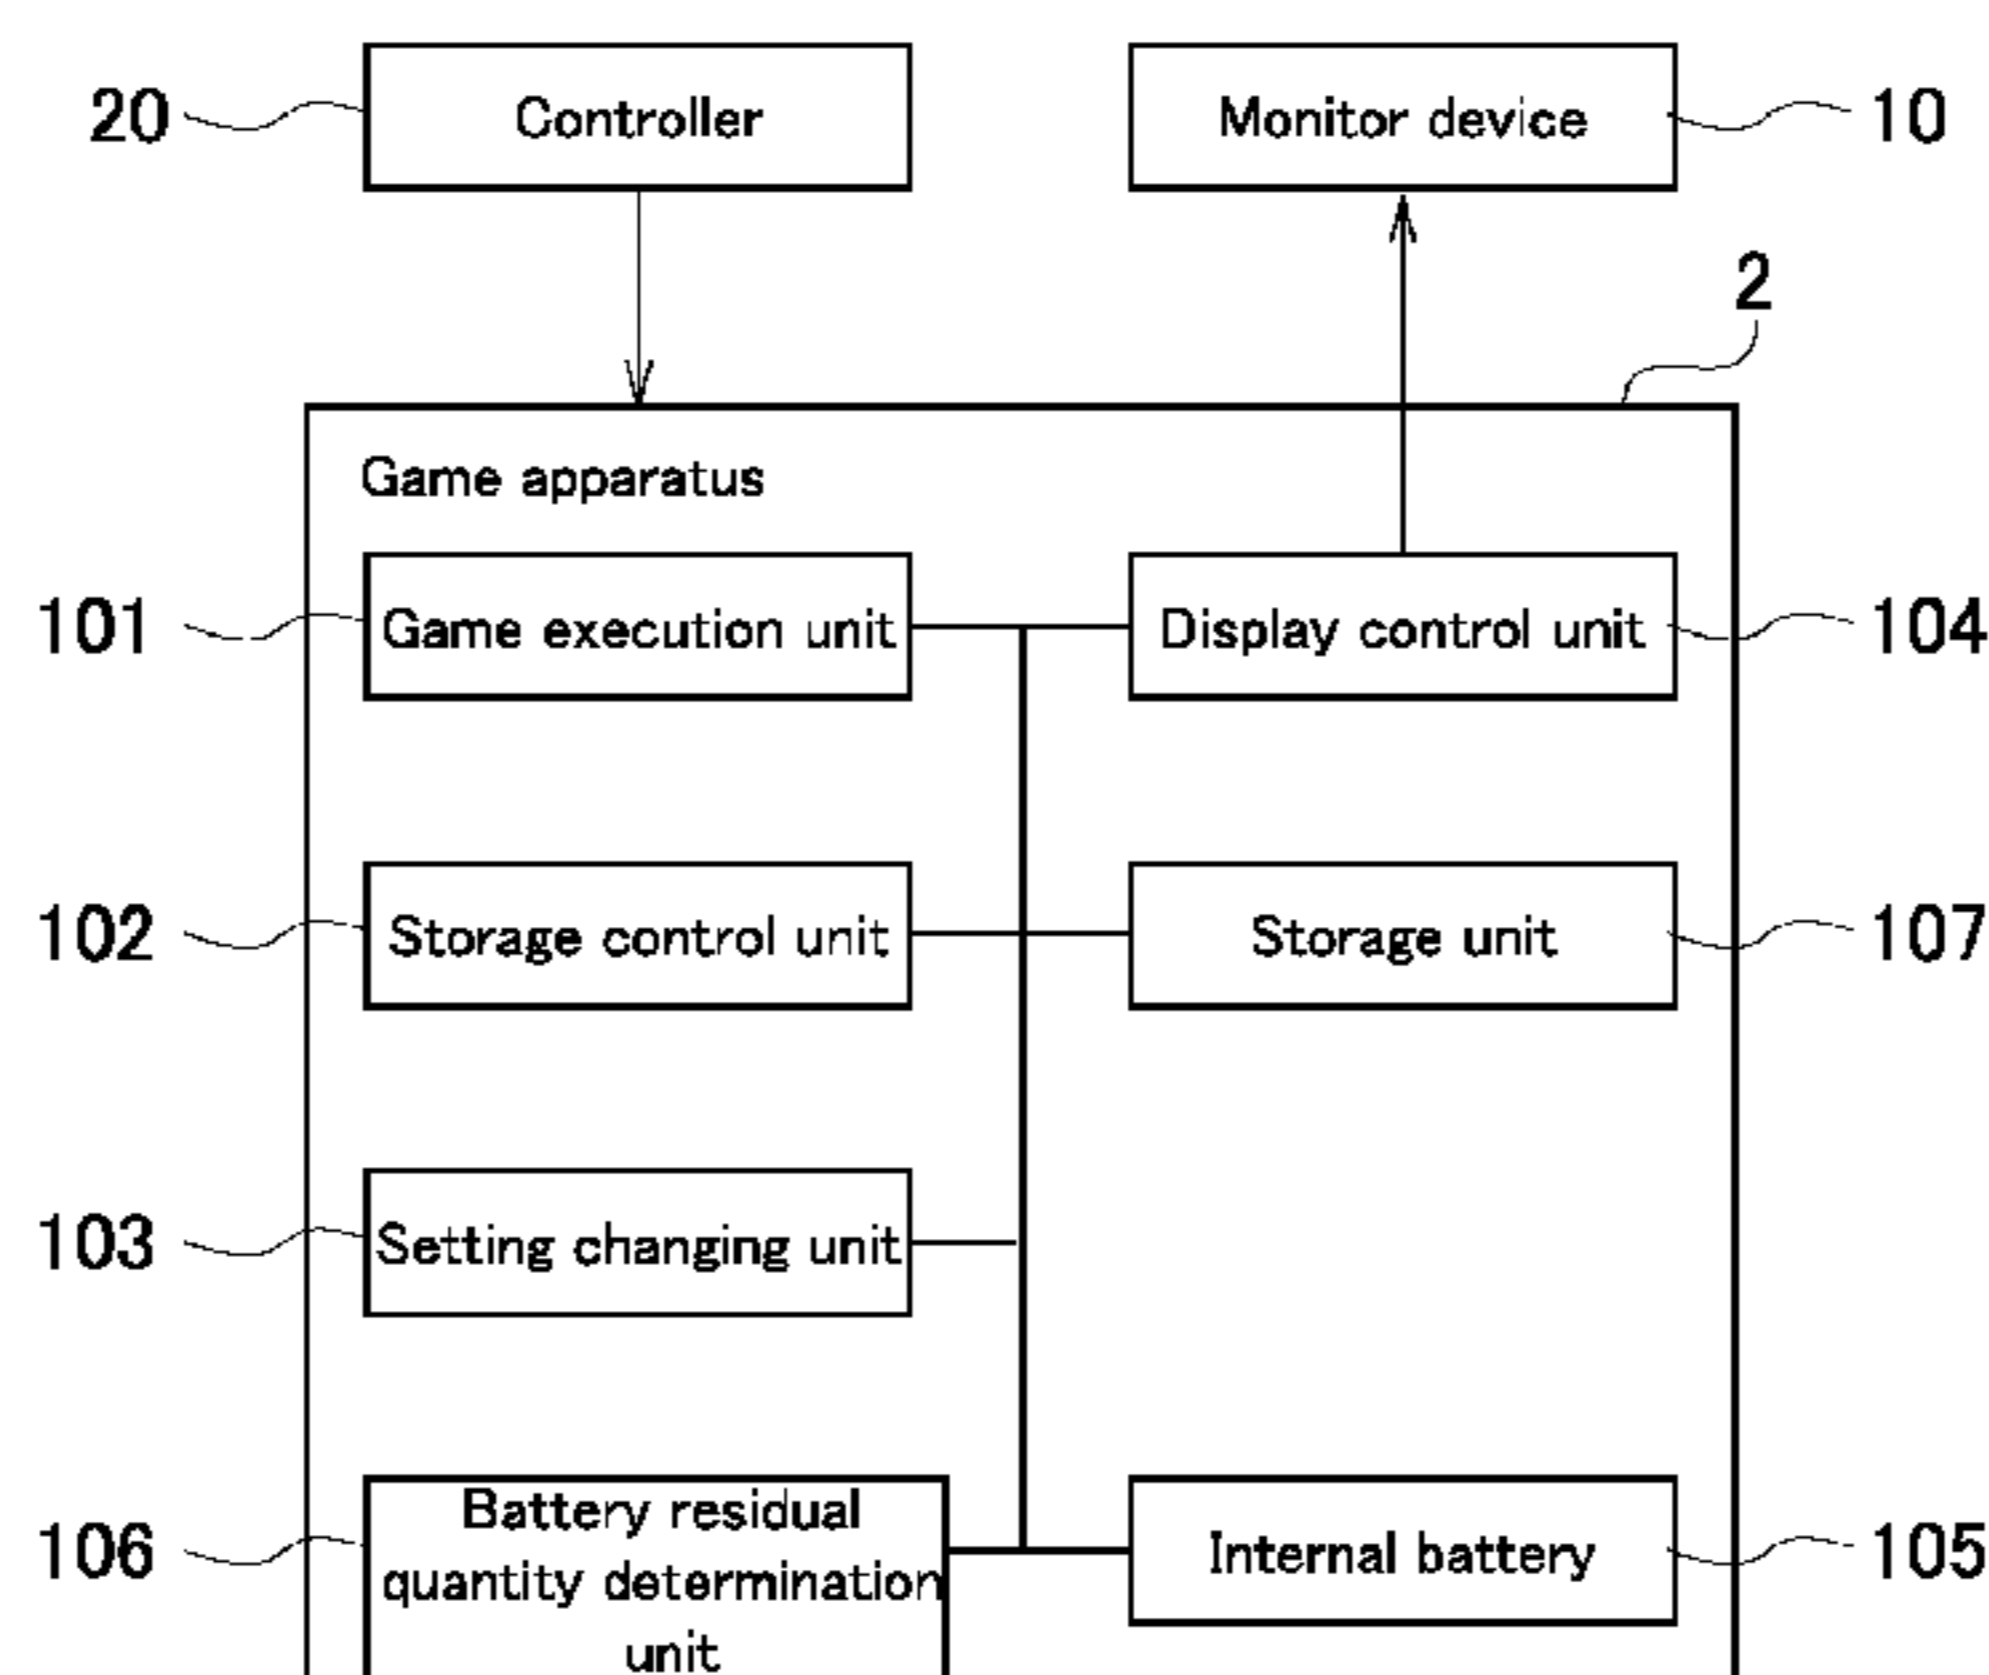 20 Controller Monitor device 10
2
Game apparatus
101 Game execution unit Display control unit 104
102 Storage control unit Storage unit 107
103 Setting changing unit
Battery residual
106 quantity determination Internal battery 105
unit